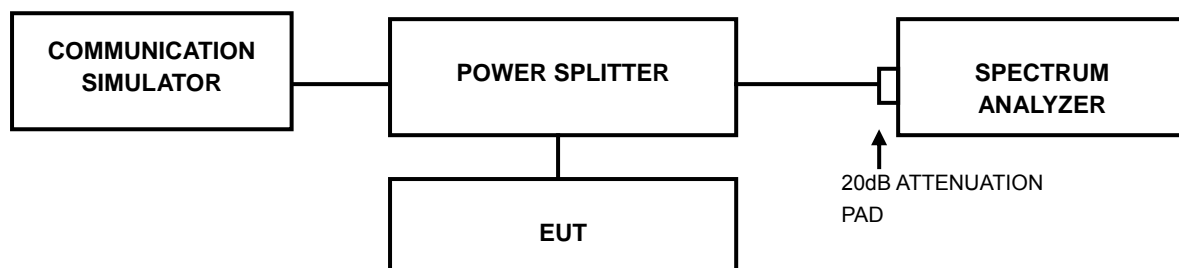 COMMUNICATION
SIMULATOR
POWER SPLITTER
SPECTRUM
ANALYZER
20dB ATTENUATION
PAD
EUT